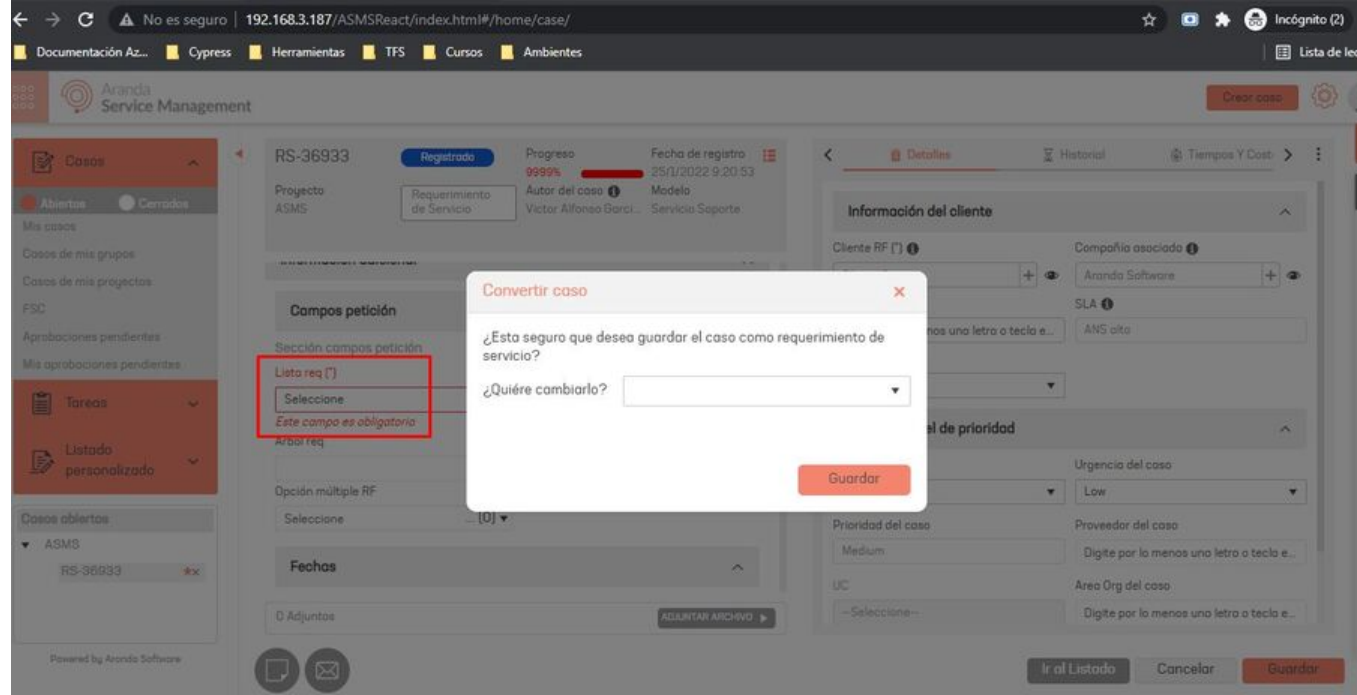 No es seguro | 192.168.3.187/ASMSReact/index.html#/home/case/
Incógnito (2)
Documentación Az... Cypress Herramientas TFS Cursos Ambientes
Lista de lec
Aranda
Service Management
Crear caso
Casos
Abiertos Cerrados
Mis casos
Casos de mis grupos
Casos de mis proyectos
FSC
Aprobaciones pendientes
Mis aprobaciones pendientes
Tareas
Listado
personalizado
Casos abiertos
ASMS
RS-36933
Powered by Aranda Software
RS-36933
Registrado
Progreso
9999%
Fecha de registro
25/1/2022 9:20:53
Proyecto
ASMS
Requerimiento
de Servicio
Autor del caso
Victor Alfonso Garci...
Modelo
Servicio Soporte
Información adicional
Campos petición
Sección campos petición
Lista req (*)
Seleccione
Este campo es obligatorio
Arbol req
Opción múltiple RF
Seleccione ... (0)
Fechas
0 Adjuntos
ADJUNTAR ARCHIVO
Convertir caso
¿Esta seguro que desea guardar el caso como requerimiento de
servicio?
¿Quiére cambiarlo?
Guardar
Detalles Historial Tiempos Y Cost
Información del cliente
Cliente RF (*)
Compañia asociada
Aranda Software
SLA
nos una letra o tecla e...
ANS alto
el de prioridad
Urgencia del caso
Low
Prioridad del caso
Medium
Proveedor del caso
Digite por lo menos una letra o tecla e...
UC
--Seleccione--
Area Org del caso
Digite por lo menos una letra o tecla e...
Ir al Listado Cancelar Guardar